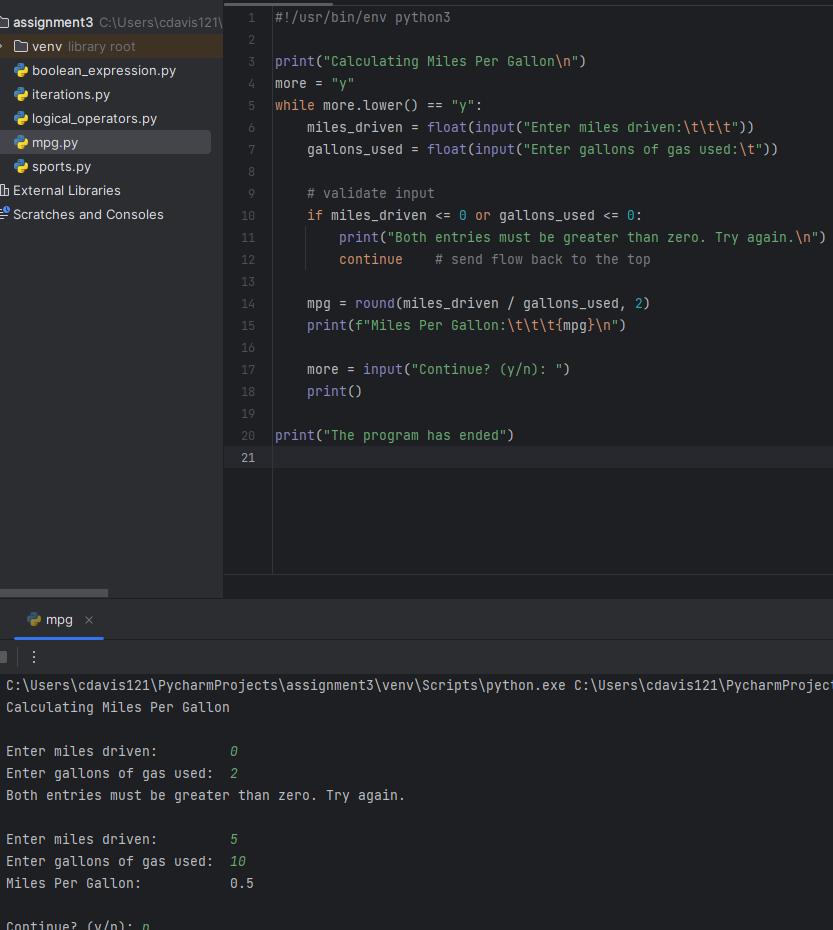 assignment3 C:\Users\cdavis121\
venv library root
boolean_expression.py
iterations.py
logical_operators.py
mpg.py
sports.py
External Libraries
Scratches and Consoles
1 #!/usr/bin/env python3
2
3 print("Calculating Miles Per Gallon\n")
4 more = "y"
5 while more.lower() == "y":
6 miles_driven = float(input("Enter miles driven:\t\t\t"))
7 gallons_used = float(input("Enter gallons of gas used:\t"))
8
9 # validate input
10 if miles_driven <= 0 or gallons_used <= 0:
11 print("Both entries must be greater than zero. Try again.\n")
12 continue # send flow back to the top
13
14 mpg = round(miles_driven / gallons_used, 2)
15 print(f"Miles Per Gallon:\t\t\t{mpg}\n")
16
17 more = input("Continue? (y/n): ")
18 print()
19
20 print("The program has ended")
21
mpg
C:\Users\cdavis121\PycharmProjects\assignment3\venv\Scripts\python.exe C:\Users\cdavis121\PycharmProject
Calculating Miles Per Gallon
Enter miles driven: 0
Enter gallons of gas used: 2
Both entries must be greater than zero. Try again.
Enter miles driven: 5
Enter gallons of gas used: 10
Miles Per Gallon: 0.5
Continue? (y/n): n